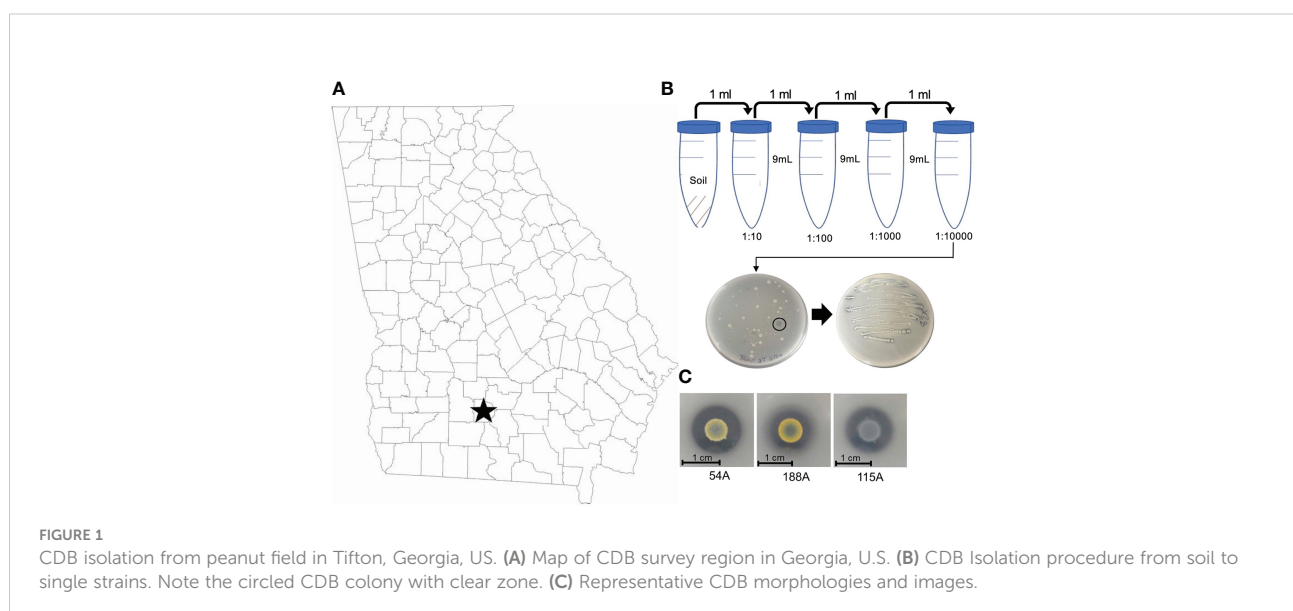 A
B
1 ml 1 ml 1 ml 1 ml
9mL 9mL 9mL
Soil
1:10 1:100 1:1000 1:10000
C
1 cm 1 cm 1 cm
54A 188A 115A
FIGURE 1
CDB isolation from peanut field in Tifton, Georgia, US. (A) Map of CDB survey region in Georgia, U.S. (B) CDB Isolation procedure from soil to
single strains. Note the circled CDB colony with clear zone. (C) Representative CDB morphologies and images.